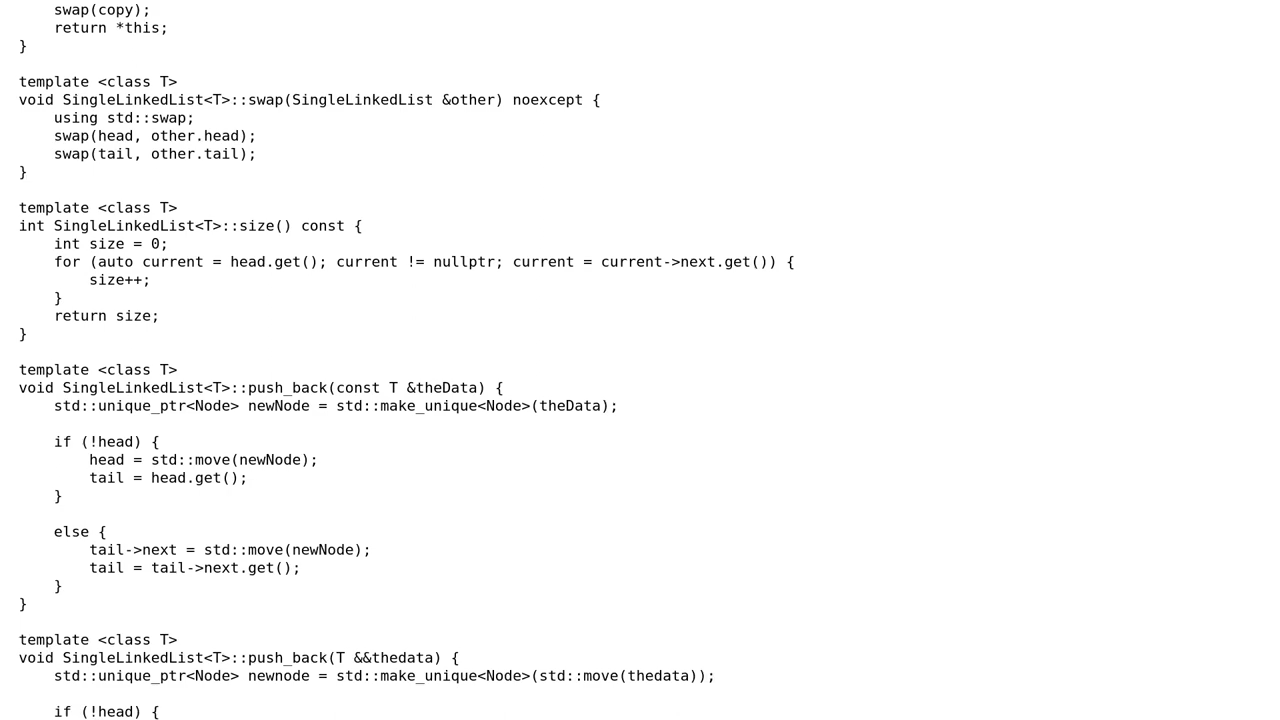 swap(copy);
    return *this;
}

template <class T>
void SingleLinkedList<T>::swap(SingleLinkedList &other) noexcept {
    using std::swap;
    swap(head, other.head);
    swap(tail, other.tail);
}

template <class T>
int SingleLinkedList<T>::size() const {
    int size = 0;
    for (auto current = head.get(); current != nullptr; current = current->next.get()) {
        size++;
    }
    return size;
}

template <class T>
void SingleLinkedList<T>::push_back(const T &theData) {
    std::unique_ptr<Node> newNode = std::make_unique<Node>(theData);

    if (!head) {
        head = std::move(newNode);
        tail = head.get();
    }

    else {
        tail->next = std::move(newNode);
        tail = tail->next.get();
    }
}

template <class T>
void SingleLinkedList<T>::push_back(T &&thedata) {
    std::unique_ptr<Node> newnode = std::make_unique<Node>(std::move(thedata));

    if (!head) {